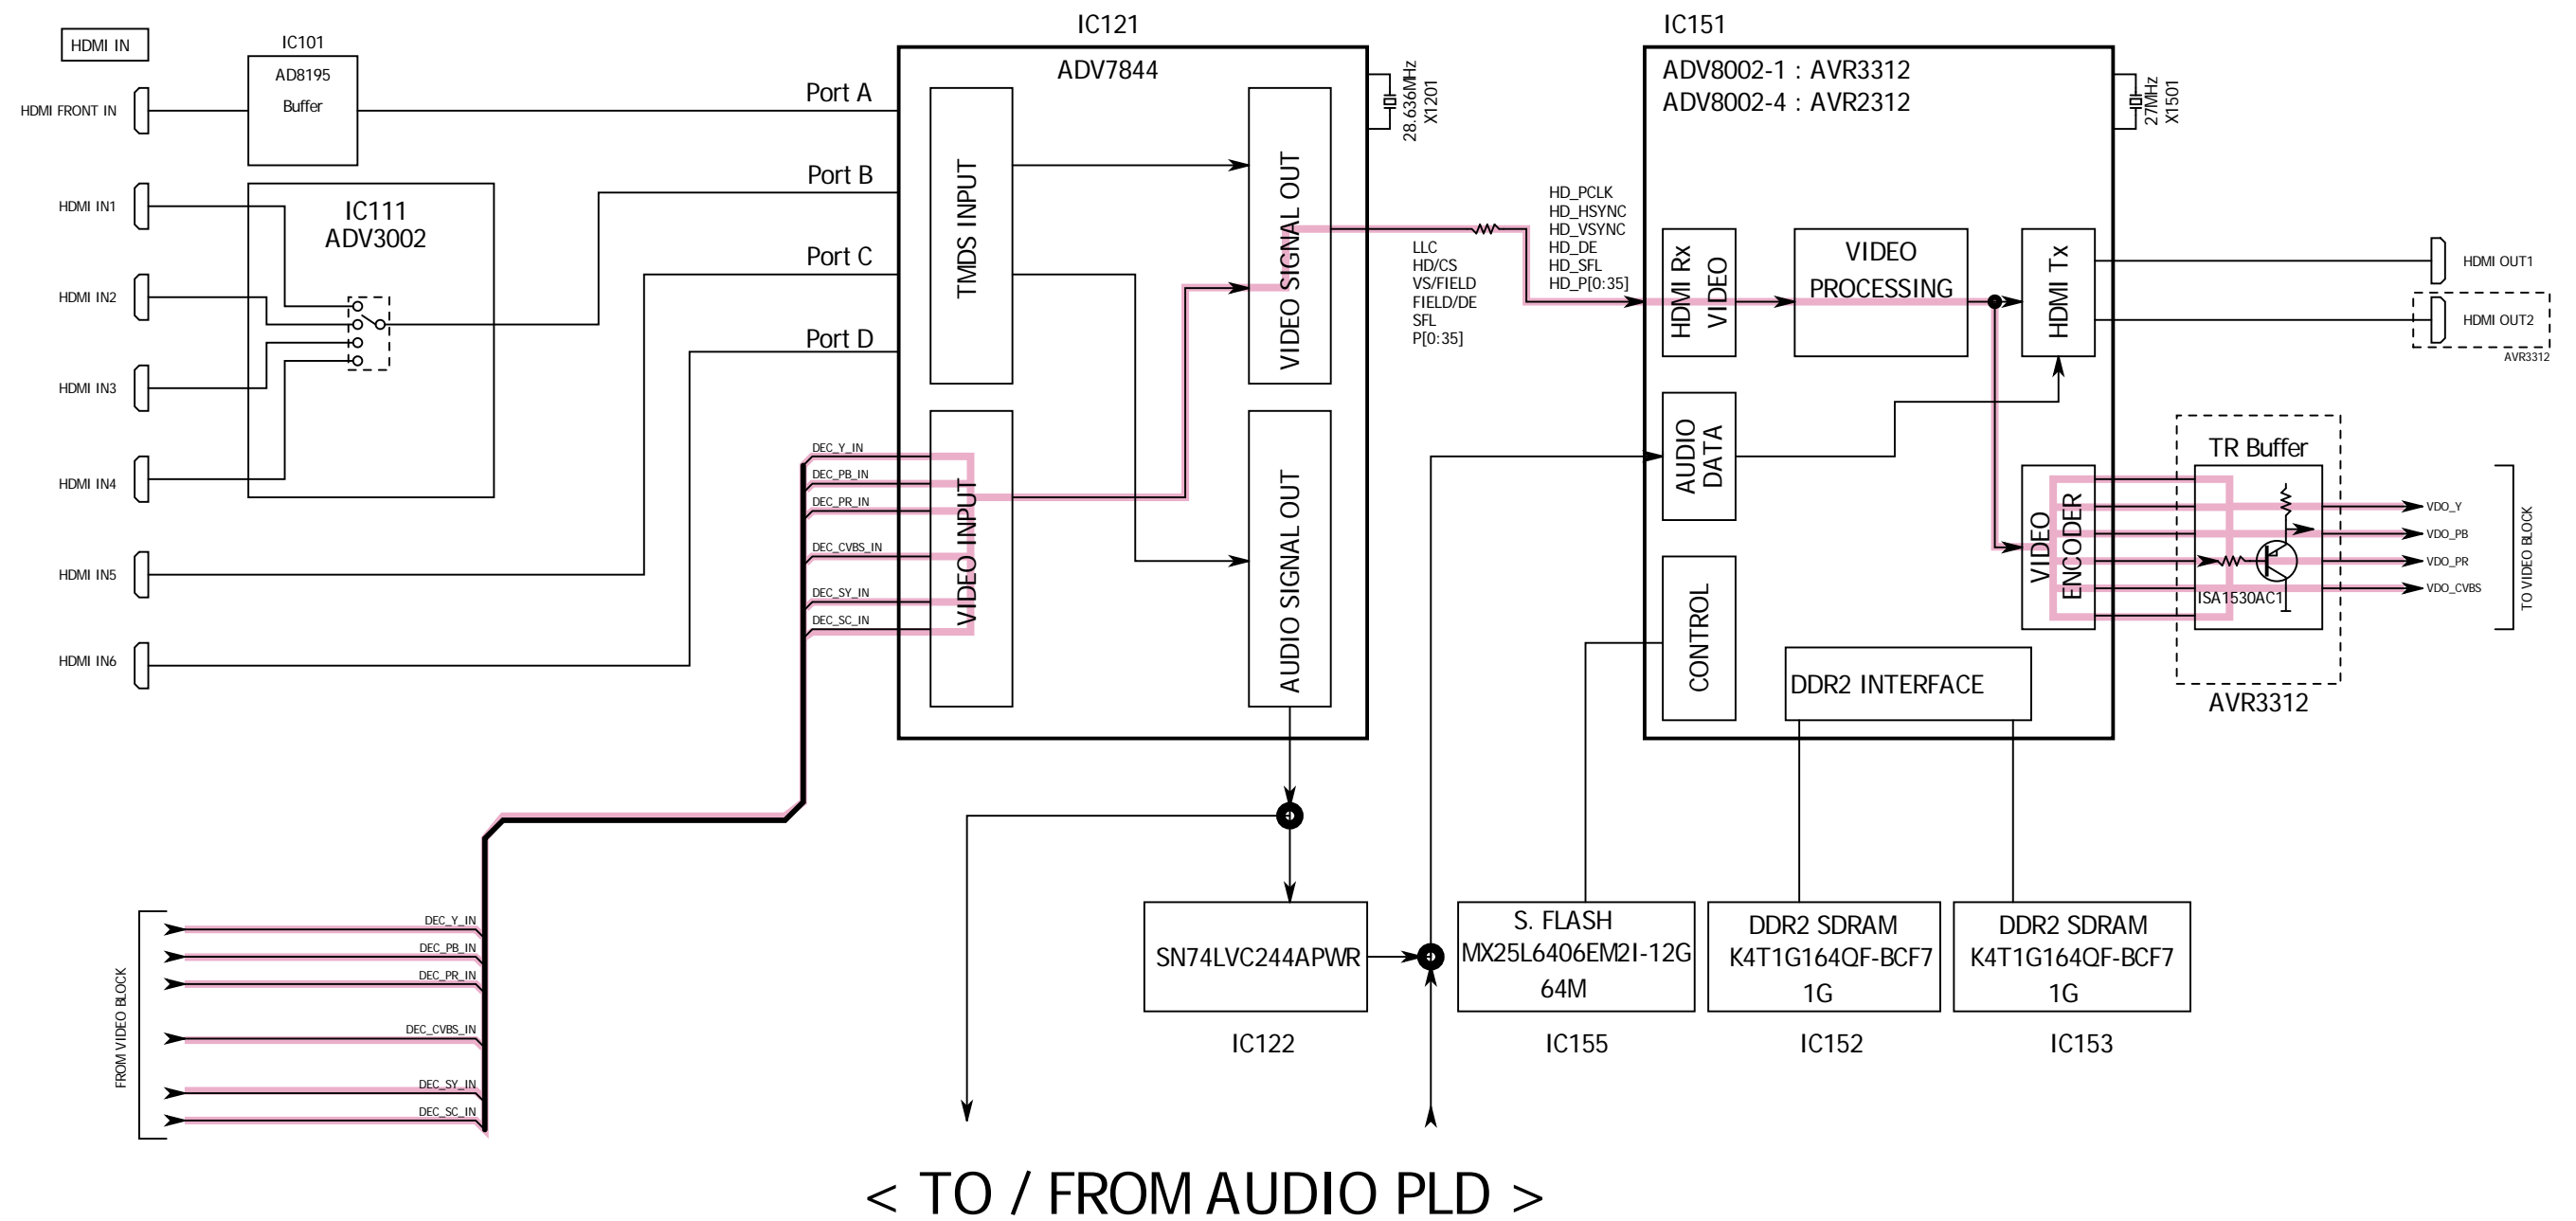 HDMI IN
HDMI FRONT IN
HDMI IN1
HDMI IN2
HDMI IN3
HDMI IN4
HDMI IN5
HDMI IN6
IC101
AD8195
Buffer
IC111
ADV3002
Port A
Port B
Port C
Port D
IC121
ADV7844
TMDS INPUT
VIDEO SIGNAL OUT
VIDEO INPUT
AUDIO SIGNAL OUT
28.636MHz
X1201
DEC_Y_IN
DEC_PB_IN
DEC_PR_IN
DEC_CVBS_IN
DEC_SY_IN
DEC_SC_IN
LLC
HD/CS
VS/FIELD
FIELD/DE
SFL
P[0:35]
HD_PCLK
HD_HSYNC
HD_VSYNC
HD_DE
HD_SFL
HD_P[0:35]
IC151
ADV8002-1 : AVR3312
ADV8002-4 : AVR2312
27MHz
X1501
HDMI Rx
VIDEO
VIDEO
PROCESSING
HDMI Tx
AUDIO
DATA
CONTROL
VIDEO
ENCODER
DDR2 INTERFACE
HDMI OUT1
HDMI OUT2
AVR3312
TR Buffer
ISA1530AC1
AVR3312
VDO_Y
VDO_PB
VDO_PR
VDO_CVBS
TO VIDEO BLOCK
FROM VIDEO BLOCK
DEC_Y_IN
DEC_PB_IN
DEC_PR_IN
DEC_CVBS_IN
DEC_SY_IN
DEC_SC_IN
SN74LVC244APWR
IC122
S. FLASH
MX25L6406EM2I-12G
64M
IC155
DDR2 SDRAM
K4T1G164QF-BCF7
1G
IC152
DDR2 SDRAM
K4T1G164QF-BCF7
1G
IC153
< TO / FROM AUDIO PLD >